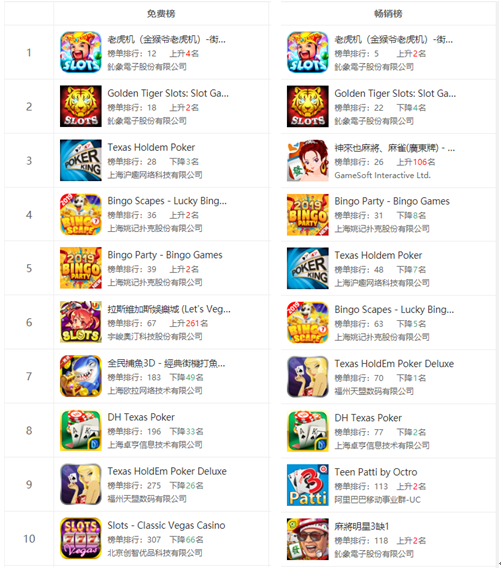 免费榜 畅销榜
1 老虎机（金猴爷老虎机）-街... 老虎机（金猴爷老虎机）-街...
榜单排行：12 上升4名 榜单排行：5 上升2名
鈊象電子股份有限公司 鈊象電子股份有限公司
2 Golden Tiger Slots: Slot Ga... Golden Tiger Slots: Slot Ga...
榜单排行：18 上升2名 榜单排行：22 下降4名
鈊象電子股份有限公司 鈊象電子股份有限公司
3 Texas Holdem Poker 神來也麻將、麻雀(廣東牌) - ...
榜单排行：28 下降3名 榜单排行：26 上升106名
上海沪趣网络科技有限公司 GameSoft Interactive Ltd.
4 Bingo Scapes - Lucky Bing... Bingo Party - Bingo Games
榜单排行：36 上升2名 榜单排行：31 下降8名
上海姚记扑克股份有限公司 上海姚记扑克股份有限公司
5 Bingo Party - Bingo Games Texas Holdem Poker
榜单排行：39 上升2名 榜单排行：48 下降7名
上海姚记扑克股份有限公司 上海沪趣网络科技有限公司
6 拉斯維加斯娛樂城 (Let's Veg... Bingo Scapes - Lucky Bing...
榜单排行：67 上升261名 榜单排行：63 下降5名
宇峻奧汀科技股份有限公司 上海姚记扑克股份有限公司
7 全民捕魚3D - 經典街機打魚... Texas HoldEm Poker Deluxe
榜单排行：183 下降49名 榜单排行：70 下降1名
上海欧拉网络技术有限公司 福州天盟数码有限公司
8 DH Texas Poker DH Texas Poker
榜单排行：196 下降33名 榜单排行：77 下降2名
上海卓亨信息技术有限公司 上海卓亨信息技术有限公司
9 Texas HoldEm Poker Deluxe Teen Patti by Octro
榜单排行：275 下降26名 榜单排行：113 上升2名
福州天盟数码有限公司 阿里巴巴移动事业群-UC
10 Slots - Classic Vegas Casino 麻將明星3缺1
榜单排行：307 下降66名 榜单排行：118 上升2名
北京创智优品科技有限公司 鈊象電子股份有限公司